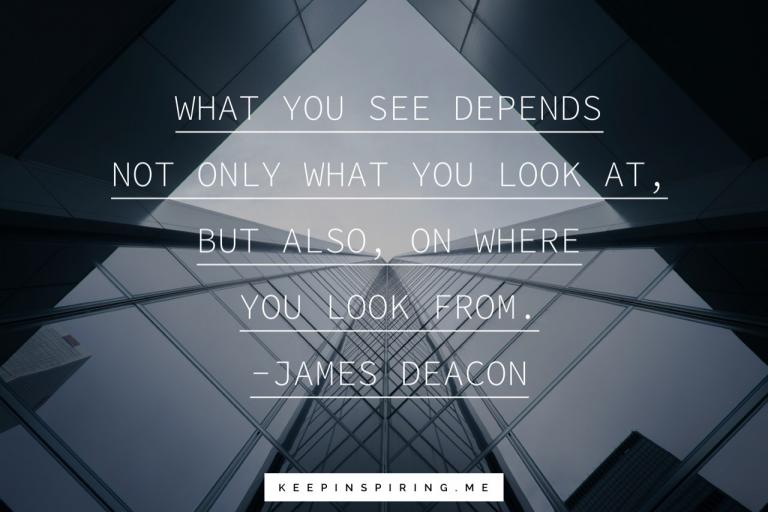 WHAT YOU SEE DEPENDS
NOT ONLY WHAT YOU LOOK AT,
BUT ALSO, ON WHERE
YOU LOOK FROM.
-JAMES DEACON
KEEPINSPIRING.ME